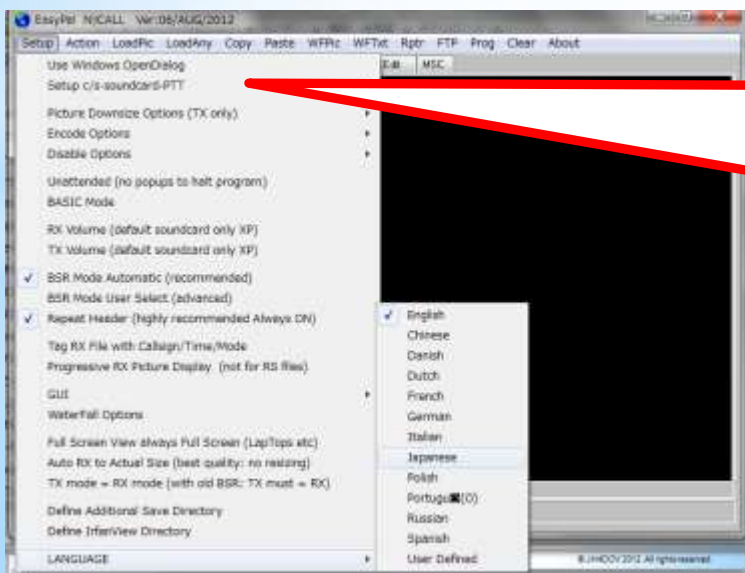 EasyPal NJCALL Ver:06/AUG/2012
Setup Action LoadPic LoadAny Copy Paste WFPic WFTxt Rptr FTP Prog Clear About
Edit MSC
Use Windows OpenDialog
Setup c/s-soundcard-PTT
Picture Downsize Options (TX only)
Encode Options
Disable Options
Unattended (no popups to halt program)
BASIC Mode
RX Volume (default soundcard only XP)
TX Volume (default soundcard only XP)
BSR Mode Automatic (recommended)
BSR Mode User Select (advanced)
Repeat Header (highly recommended Always ON)
Tag RX File with Callsign/Time/Mode
Progressive RX Picture Display (not for RS files)
GUI
WaterFall Options
Full Screen View always Full Screen (LapTops etc)
Auto RX to Actual Size (best quality: no resizing)
TX mode = RX mode (with old BSR: TX must = RX)
Define Additional Save Directory
Define IrfanView Directory
LANGUAGE
English
Chinese
Danish
Dutch
French
German
Italian
Japanese
Polish
Portugu■(O)
Russian
Spanish
User Defined
2012 All rights reserved